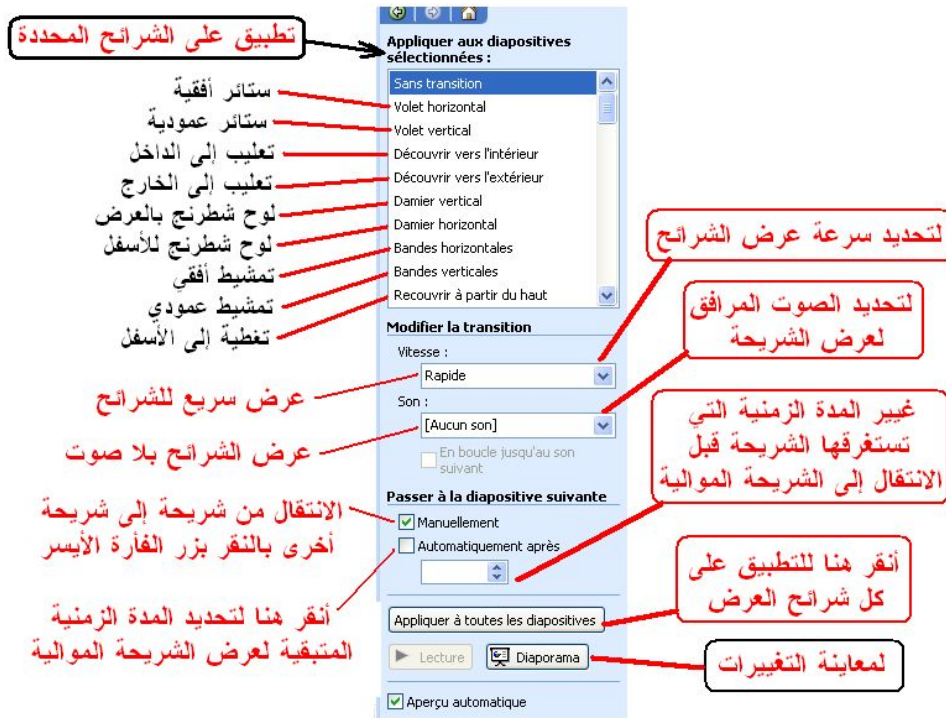 تطبيق على الشرائح المحددة
Appliquer aux diapositives
sélectionnées :
Sans transition
ستائر أفقية
Volet horizontal
ستائر عمودية
Volet vertical
تعليب إلى الداخل
Découvrir vers l'intérieur
تعليب إلى الخارج
Découvrir vers l'extérieur
لوح شطرنج بالعرض
Damier vertical
لوح شطرنج للأسفل
Damier horizontal
تمشيط أفقي
Bandes horizontales
تمشيط عمودي
Bandes verticales
تغطية إلى الأسفل
Recouvrir à partir du haut
لتحديد سرعة عرض الشرائح
Modifier la transition
Vitesse :
Rapide
عرض سريع للشرائح
لتحديد الصوت المرافق
لعرض الشريحة
Son :
[Aucun son]
عرض الشرائح بلا صوت
En boucle jusqu'au son
suivant
غيير المدة الزمنية التي
تستغرقها الشريحة قبل
الانتقال إلى الشريحة الموالية
Passer à la diapositive suivante
Manuellement
الانتقال من شريحة إلى شريحة
أخرى بالنقر بزر الفأرة الأيسر
Automatiquement après
أنقر هنا لتحديد المدة الزمنية
المتبقية لعرض الشريحة الموالية
أنقر هنا للتطبيق على
كل شرائح العرض
Appliquer à toutes les diapositives
Lecture
Diaporama
لمعاينة التغييرات
Aperçu automatique